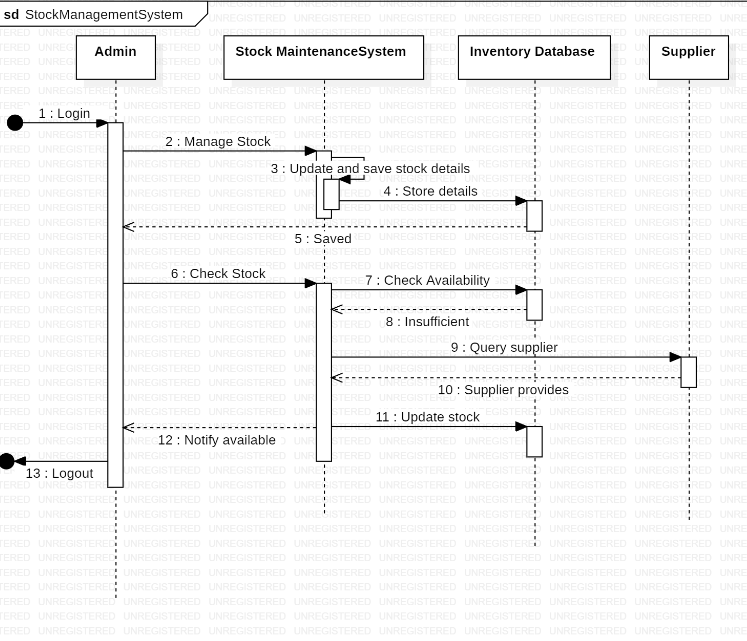 sd StockManagementSystem
Admin
Stock MaintenanceSystem
Inventory Database
Supplier
1 : Login
2 : Manage Stock
3 : Update and save stock details
4 : Store details
5 : Saved
6 : Check Stock
7 : Check Availability
8 : Insufficient
9 : Query supplier
10 : Supplier provides
11 : Update stock
12 : Notify available
13 : Logout
UNREGISTERED